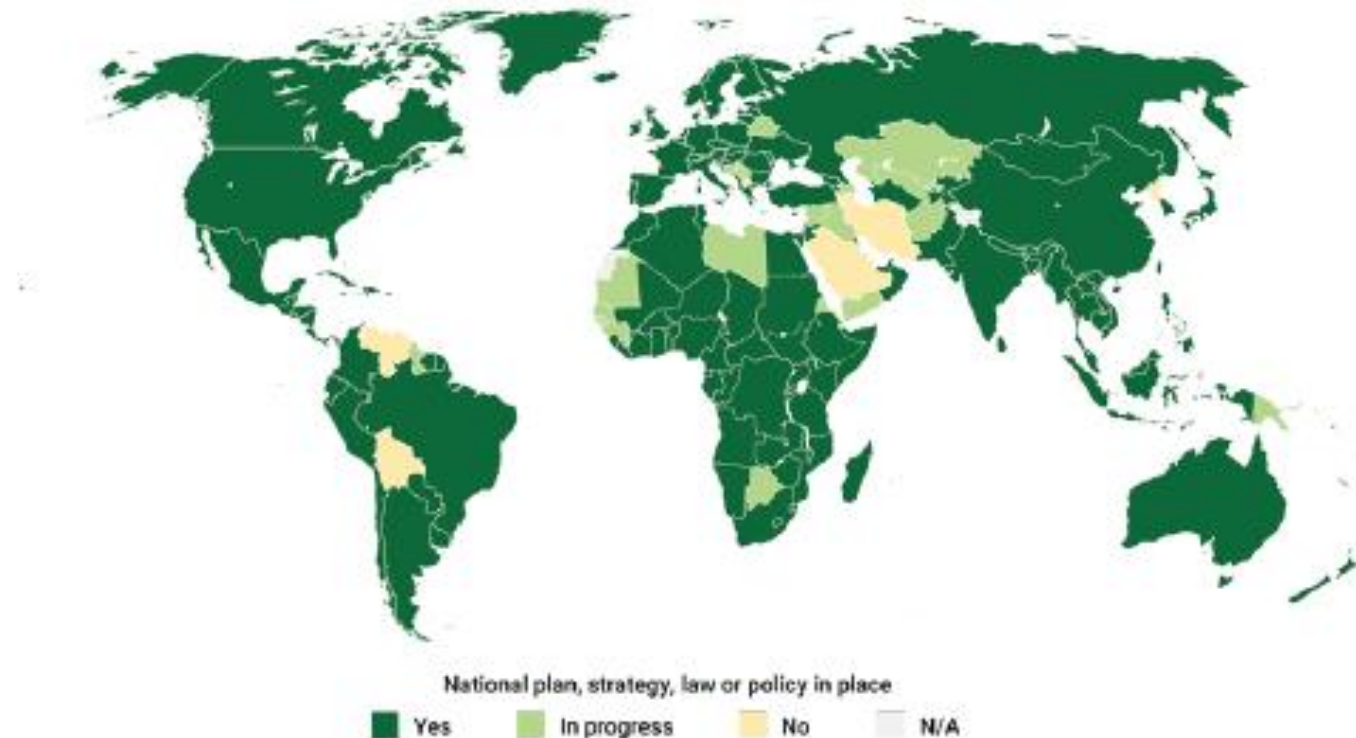 National plan, strategy, law or policy in place
Yes In progress No N/A